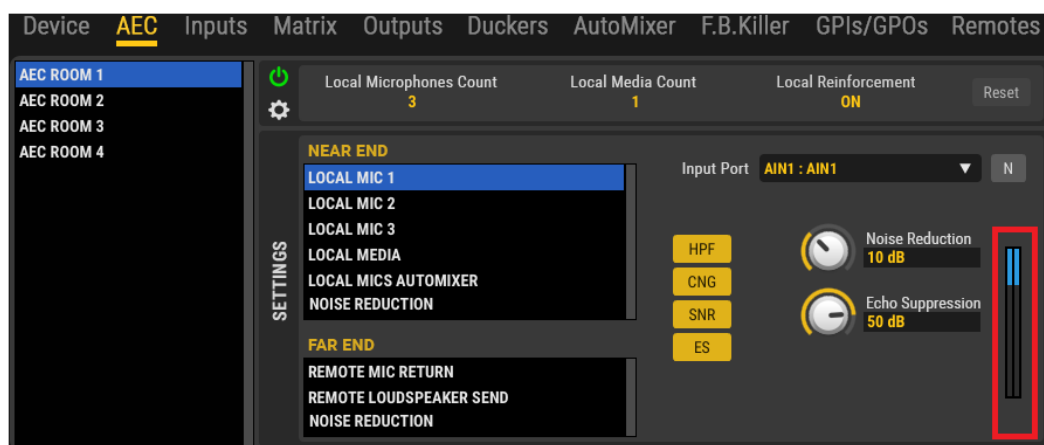 Device AEC Inputs Matrix Outputs Duckers AutoMixer F.B.Killer GPIs/GPOs Remotes
AEC ROOM 1
AEC ROOM 2
AEC ROOM 3
AEC ROOM 4
Local Microphones Count
3
Local Media Count
1
Local Reinforcement
ON
Reset
SETTINGS
NEAR END
LOCAL MIC 1
LOCAL MIC 2
LOCAL MIC 3
LOCAL MEDIA
LOCAL MICS AUTOMIXER
NOISE REDUCTION
FAR END
REMOTE MIC RETURN
REMOTE LOUDSPEAKER SEND
NOISE REDUCTION
Input Port AIN1 : AIN1 N
HPF
CNG
SNR
ES
Noise Reduction
10 dB
Echo Suppression
50 dB